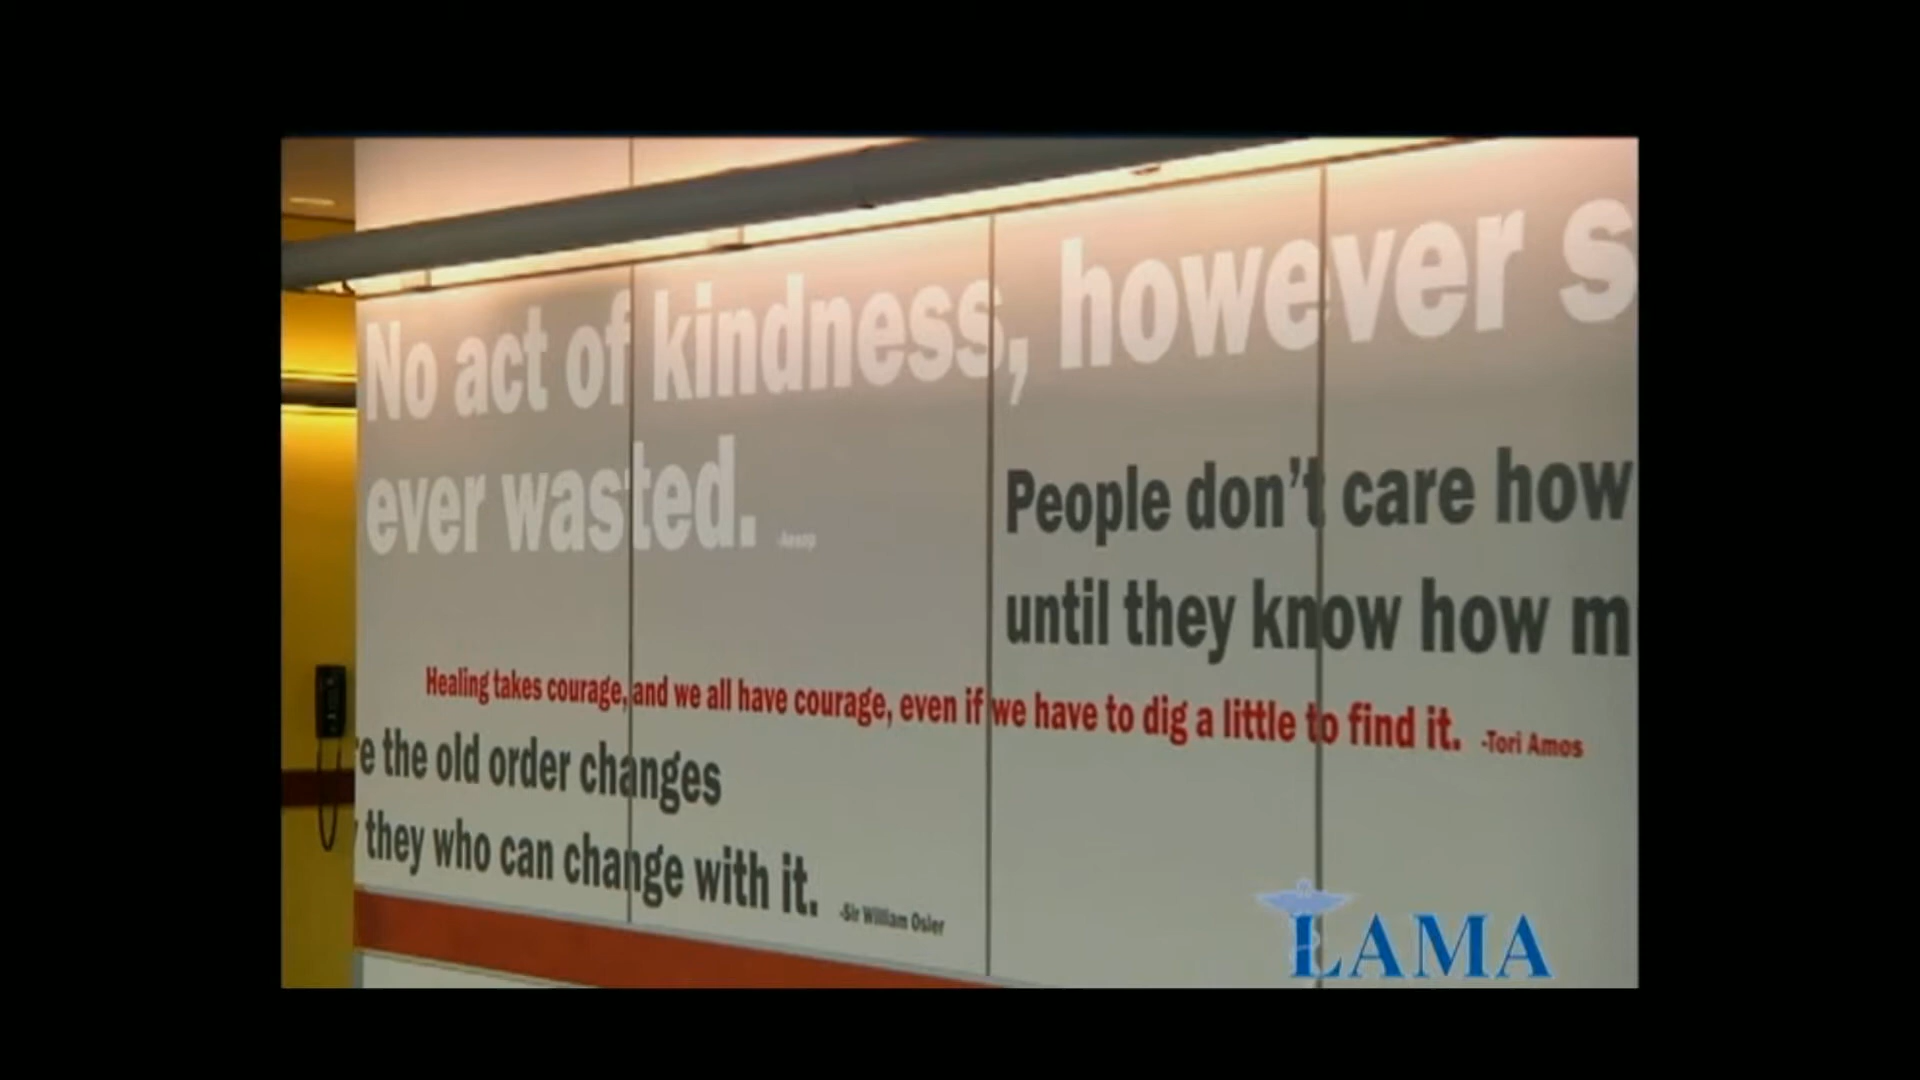 No act of kindness, however s
ever wasted. -Aesop
People don't care how
until they know how m
Healing takes courage, and we all have courage, even if we have to dig a little to find it. -Tori Amos
e the old order changes
they who can change with it. -Sir William Osler
LAMA